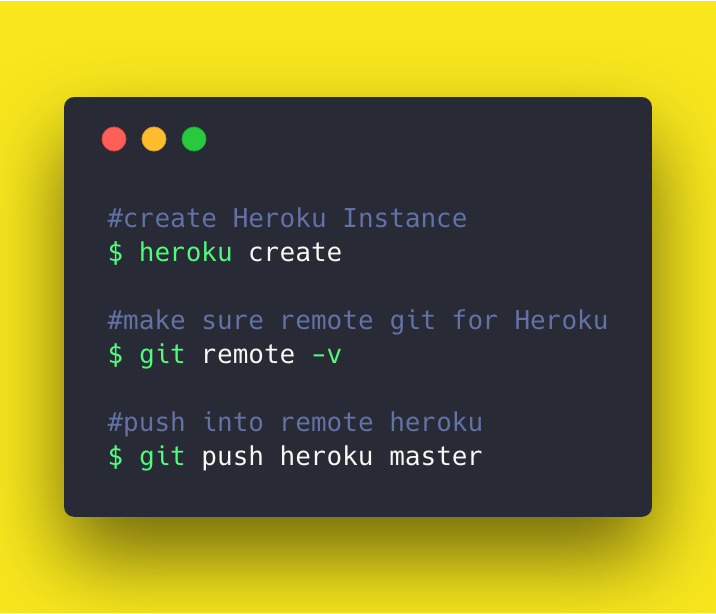 #create Heroku Instance
$ heroku create
#make sure remote git for Heroku
$ git remote -v
#push into remote heroku
$ git push heroku master